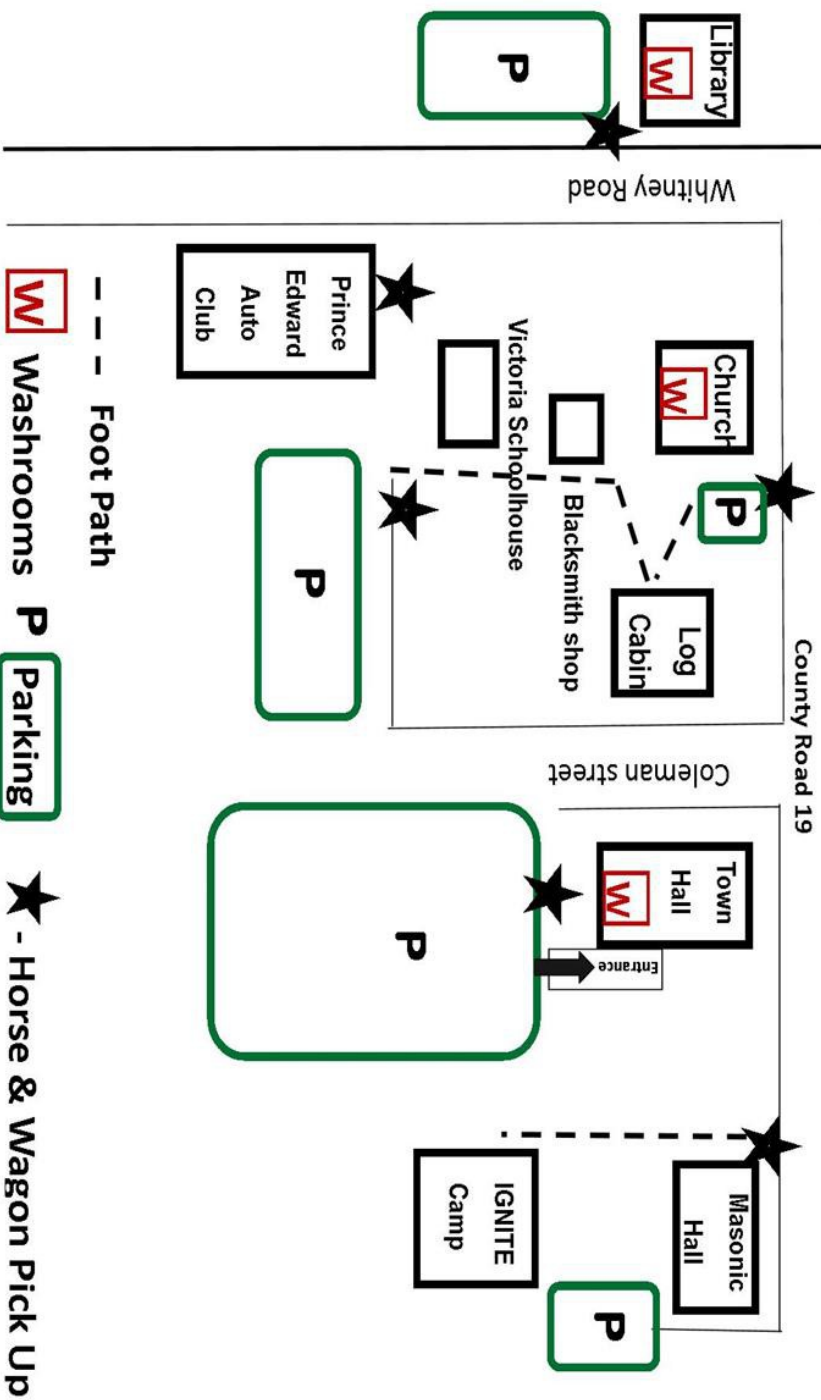 County Road 19
Library
W
P
Whitney Road
Church
W
P
Log
Cabin
Blacksmith shop
Victoria Schoolhouse
Prince
Edward
Auto
Club
P
Coleman street
Town
Hall
W
Entrance
P
Masonic
Hall
IGNITE
Camp
P
--- Foot Path
W Washrooms P Parking ★ - Horse & Wagon Pick Up